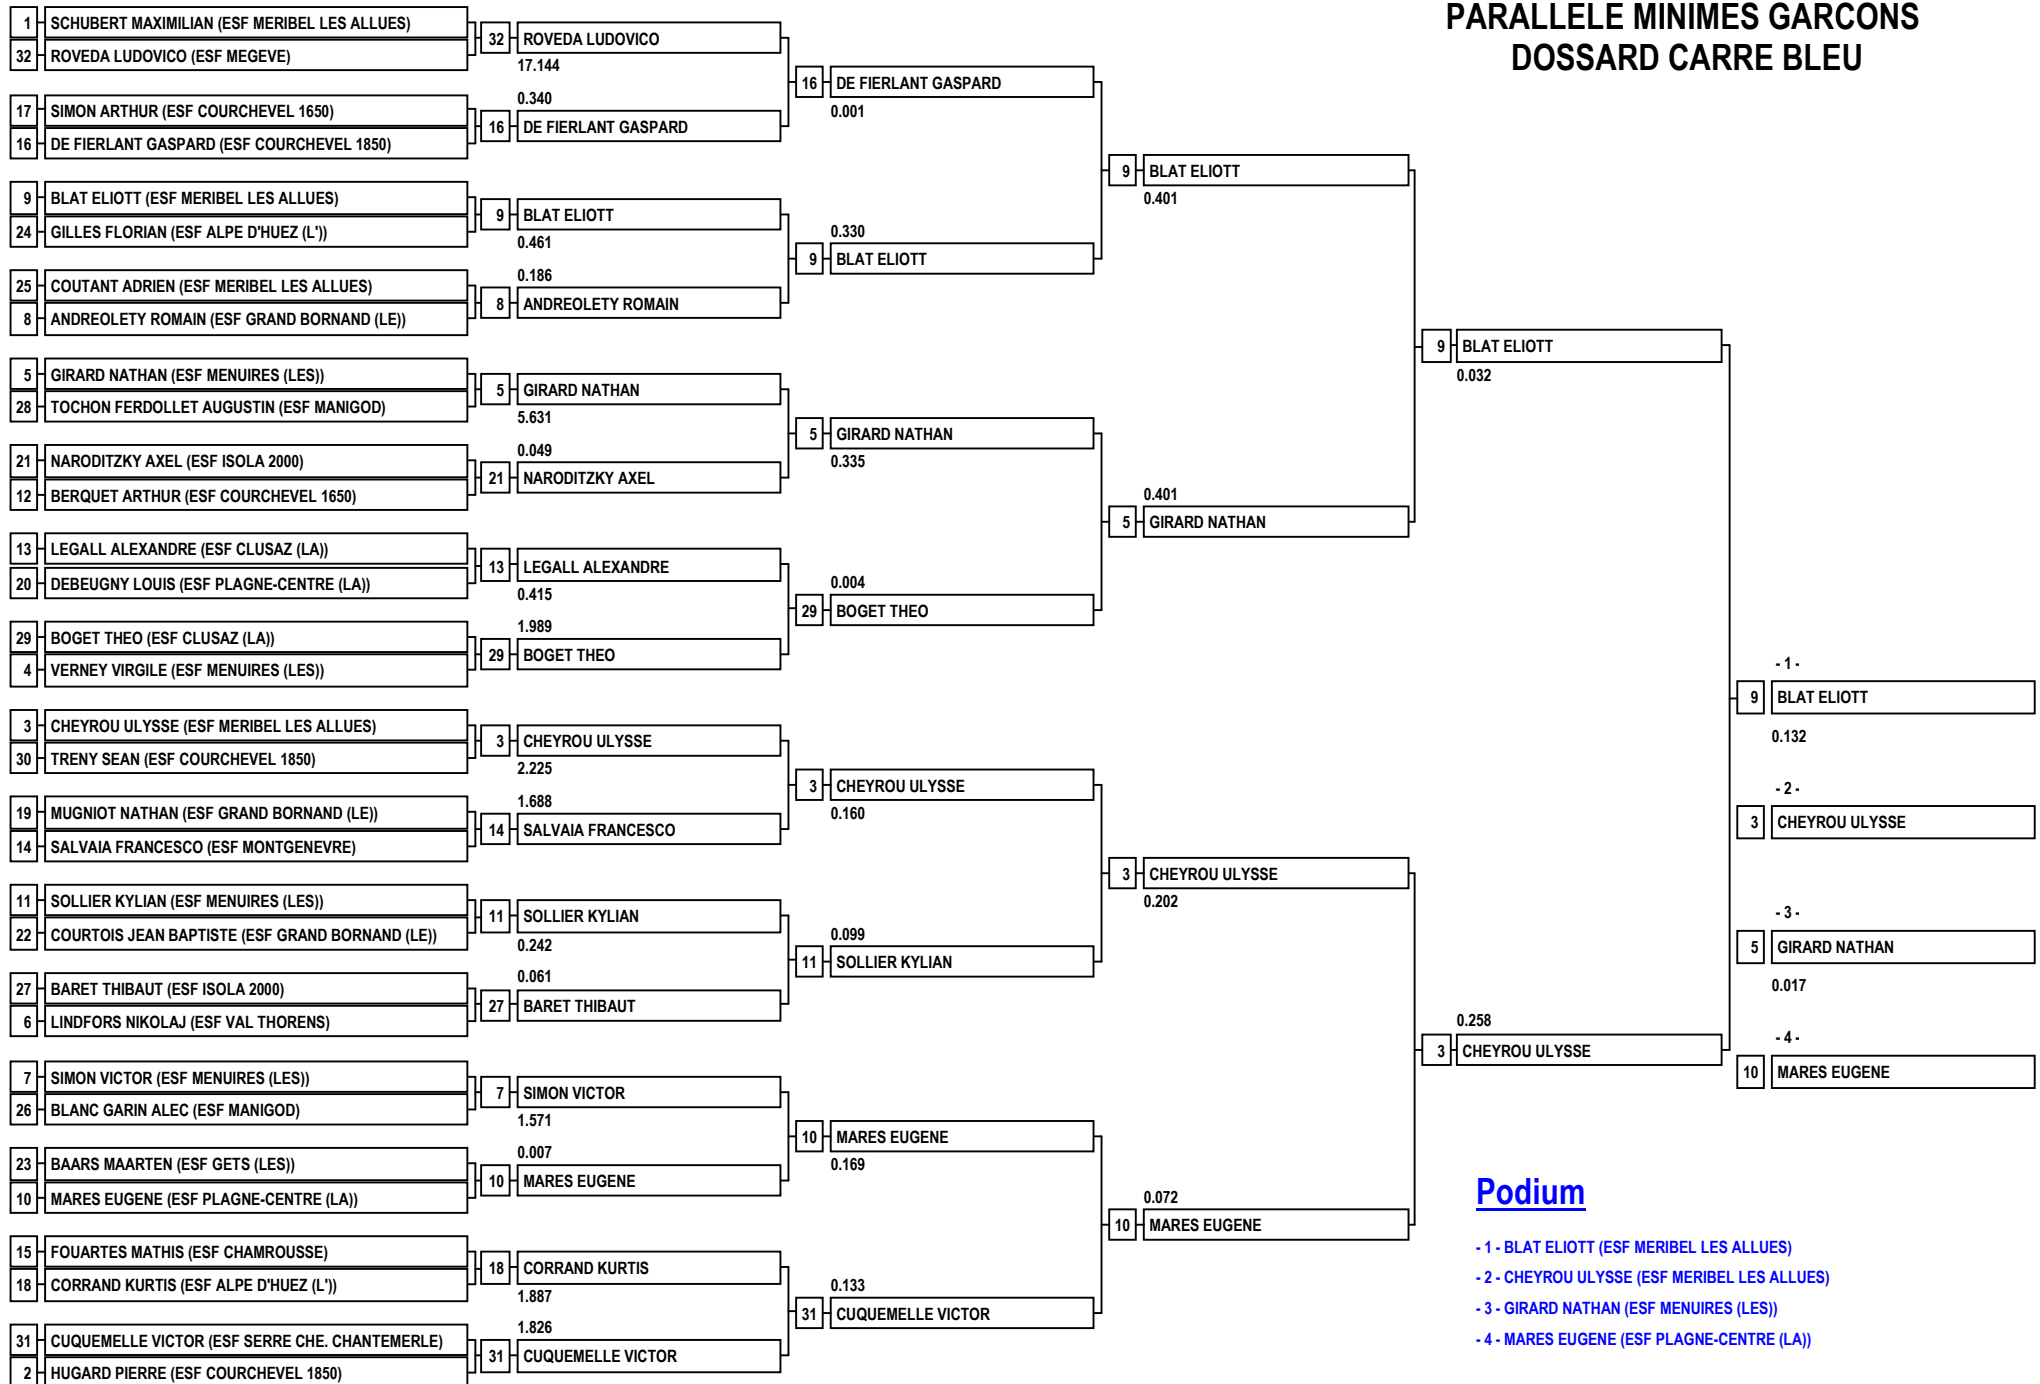 PARALLELE MINIMES GARCONS
DOSSARD CARRE BLEU
1 SCHUBERT MAXIMILIAN (ESF MERIBEL LES ALLUES)
32 ROVEDA LUDOVICO (ESF MEGEVE)
17 SIMON ARTHUR (ESF COURCHEVEL 1650)
16 DE FIERLANT GASPARD (ESF COURCHEVEL 1850)
9 BLAT ELIOTT (ESF MERIBEL LES ALLUES)
24 GILLES FLORIAN (ESF ALPE D'HUEZ (L'))
25 COUTANT ADRIEN (ESF MERIBEL LES ALLUES)
8 ANDREOLETY ROMAIN (ESF GRAND BORNAND (LE))
5 GIRARD NATHAN (ESF MENUIRES (LES))
28 TOCHON FERDOLLET AUGUSTIN (ESF MANIGOD)
21 NARODITZKY AXEL (ESF ISOLA 2000)
12 BERQUET ARTHUR (ESF COURCHEVEL 1650)
13 LEGALL ALEXANDRE (ESF CLUSAZ (LA))
20 DEBEUGNY LOUIS (ESF PLAGNE-CENTRE (LA))
29 BOGET THEO (ESF CLUSAZ (LA))
4 VERNEY VIRGILE (ESF MENUIRES (LES))
3 CHEYROU ULYSSE (ESF MERIBEL LES ALLUES)
30 TRENY SEAN (ESF COURCHEVEL 1850)
19 MUGNIOT NATHAN (ESF GRAND BORNAND (LE))
14 SALVAIA FRANCESCO (ESF MONTGENEVRE)
11 SOLLIER KYLIAN (ESF MENUIRES (LES))
22 COURTOIS JEAN BAPTISTE (ESF GRAND BORNAND (LE))
27 BARET THIBAUT (ESF ISOLA 2000)
6 LINDFORS NIKOLAJ (ESF VAL THORENS)
7 SIMON VICTOR (ESF MENUIRES (LES))
26 BLANC GARIN ALEC (ESF MANIGOD)
23 BAARS MAARTEN (ESF GETS (LES))
10 MARES EUGENE (ESF PLAGNE-CENTRE (LA))
15 FOUARTES MATHIS (ESF CHAMROUSSE)
18 CORRAND KURTIS (ESF ALPE D'HUEZ (L'))
31 CUQUEMELLE VICTOR (ESF SERRE CHE. CHANTEMERLE)
2 HUGARD PIERRE (ESF COURCHEVEL 1850)
32 ROVEDA LUDOVICO
17.144
0.340
16 DE FIERLANT GASPARD
9 BLAT ELIOTT
0.461
0.186
8 ANDREOLETY ROMAIN
5 GIRARD NATHAN
5.631
0.049
21 NARODITZKY AXEL
13 LEGALL ALEXANDRE
0.415
1.989
29 BOGET THEO
3 CHEYROU ULYSSE
2.225
1.688
14 SALVAIA FRANCESCO
11 SOLLIER KYLIAN
0.242
0.061
27 BARET THIBAUT
7 SIMON VICTOR
1.571
0.007
10 MARES EUGENE
18 CORRAND KURTIS
1.887
1.826
31 CUQUEMELLE VICTOR
16 DE FIERLANT GASPARD
0.001
0.330
9 BLAT ELIOTT
5 GIRARD NATHAN
0.335
0.004
29 BOGET THEO
3 CHEYROU ULYSSE
0.160
0.099
11 SOLLIER KYLIAN
10 MARES EUGENE
0.169
0.133
31 CUQUEMELLE VICTOR
9 BLAT ELIOTT
0.401
0.401
5 GIRARD NATHAN
3 CHEYROU ULYSSE
0.202
0.072
10 MARES EUGENE
9 BLAT ELIOTT
0.032
0.258
3 CHEYROU ULYSSE
- 1 -
9 BLAT ELIOTT
0.132
- 2 -
3 CHEYROU ULYSSE
- 3 -
5 GIRARD NATHAN
0.017
- 4 -
10 MARES EUGENE
Podium
- 1 - BLAT ELIOTT (ESF MERIBEL LES ALLUES)
- 2 - CHEYROU ULYSSE (ESF MERIBEL LES ALLUES)
- 3 - GIRARD NATHAN (ESF MENUIRES (LES))
- 4 - MARES EUGENE (ESF PLAGNE-CENTRE (LA))